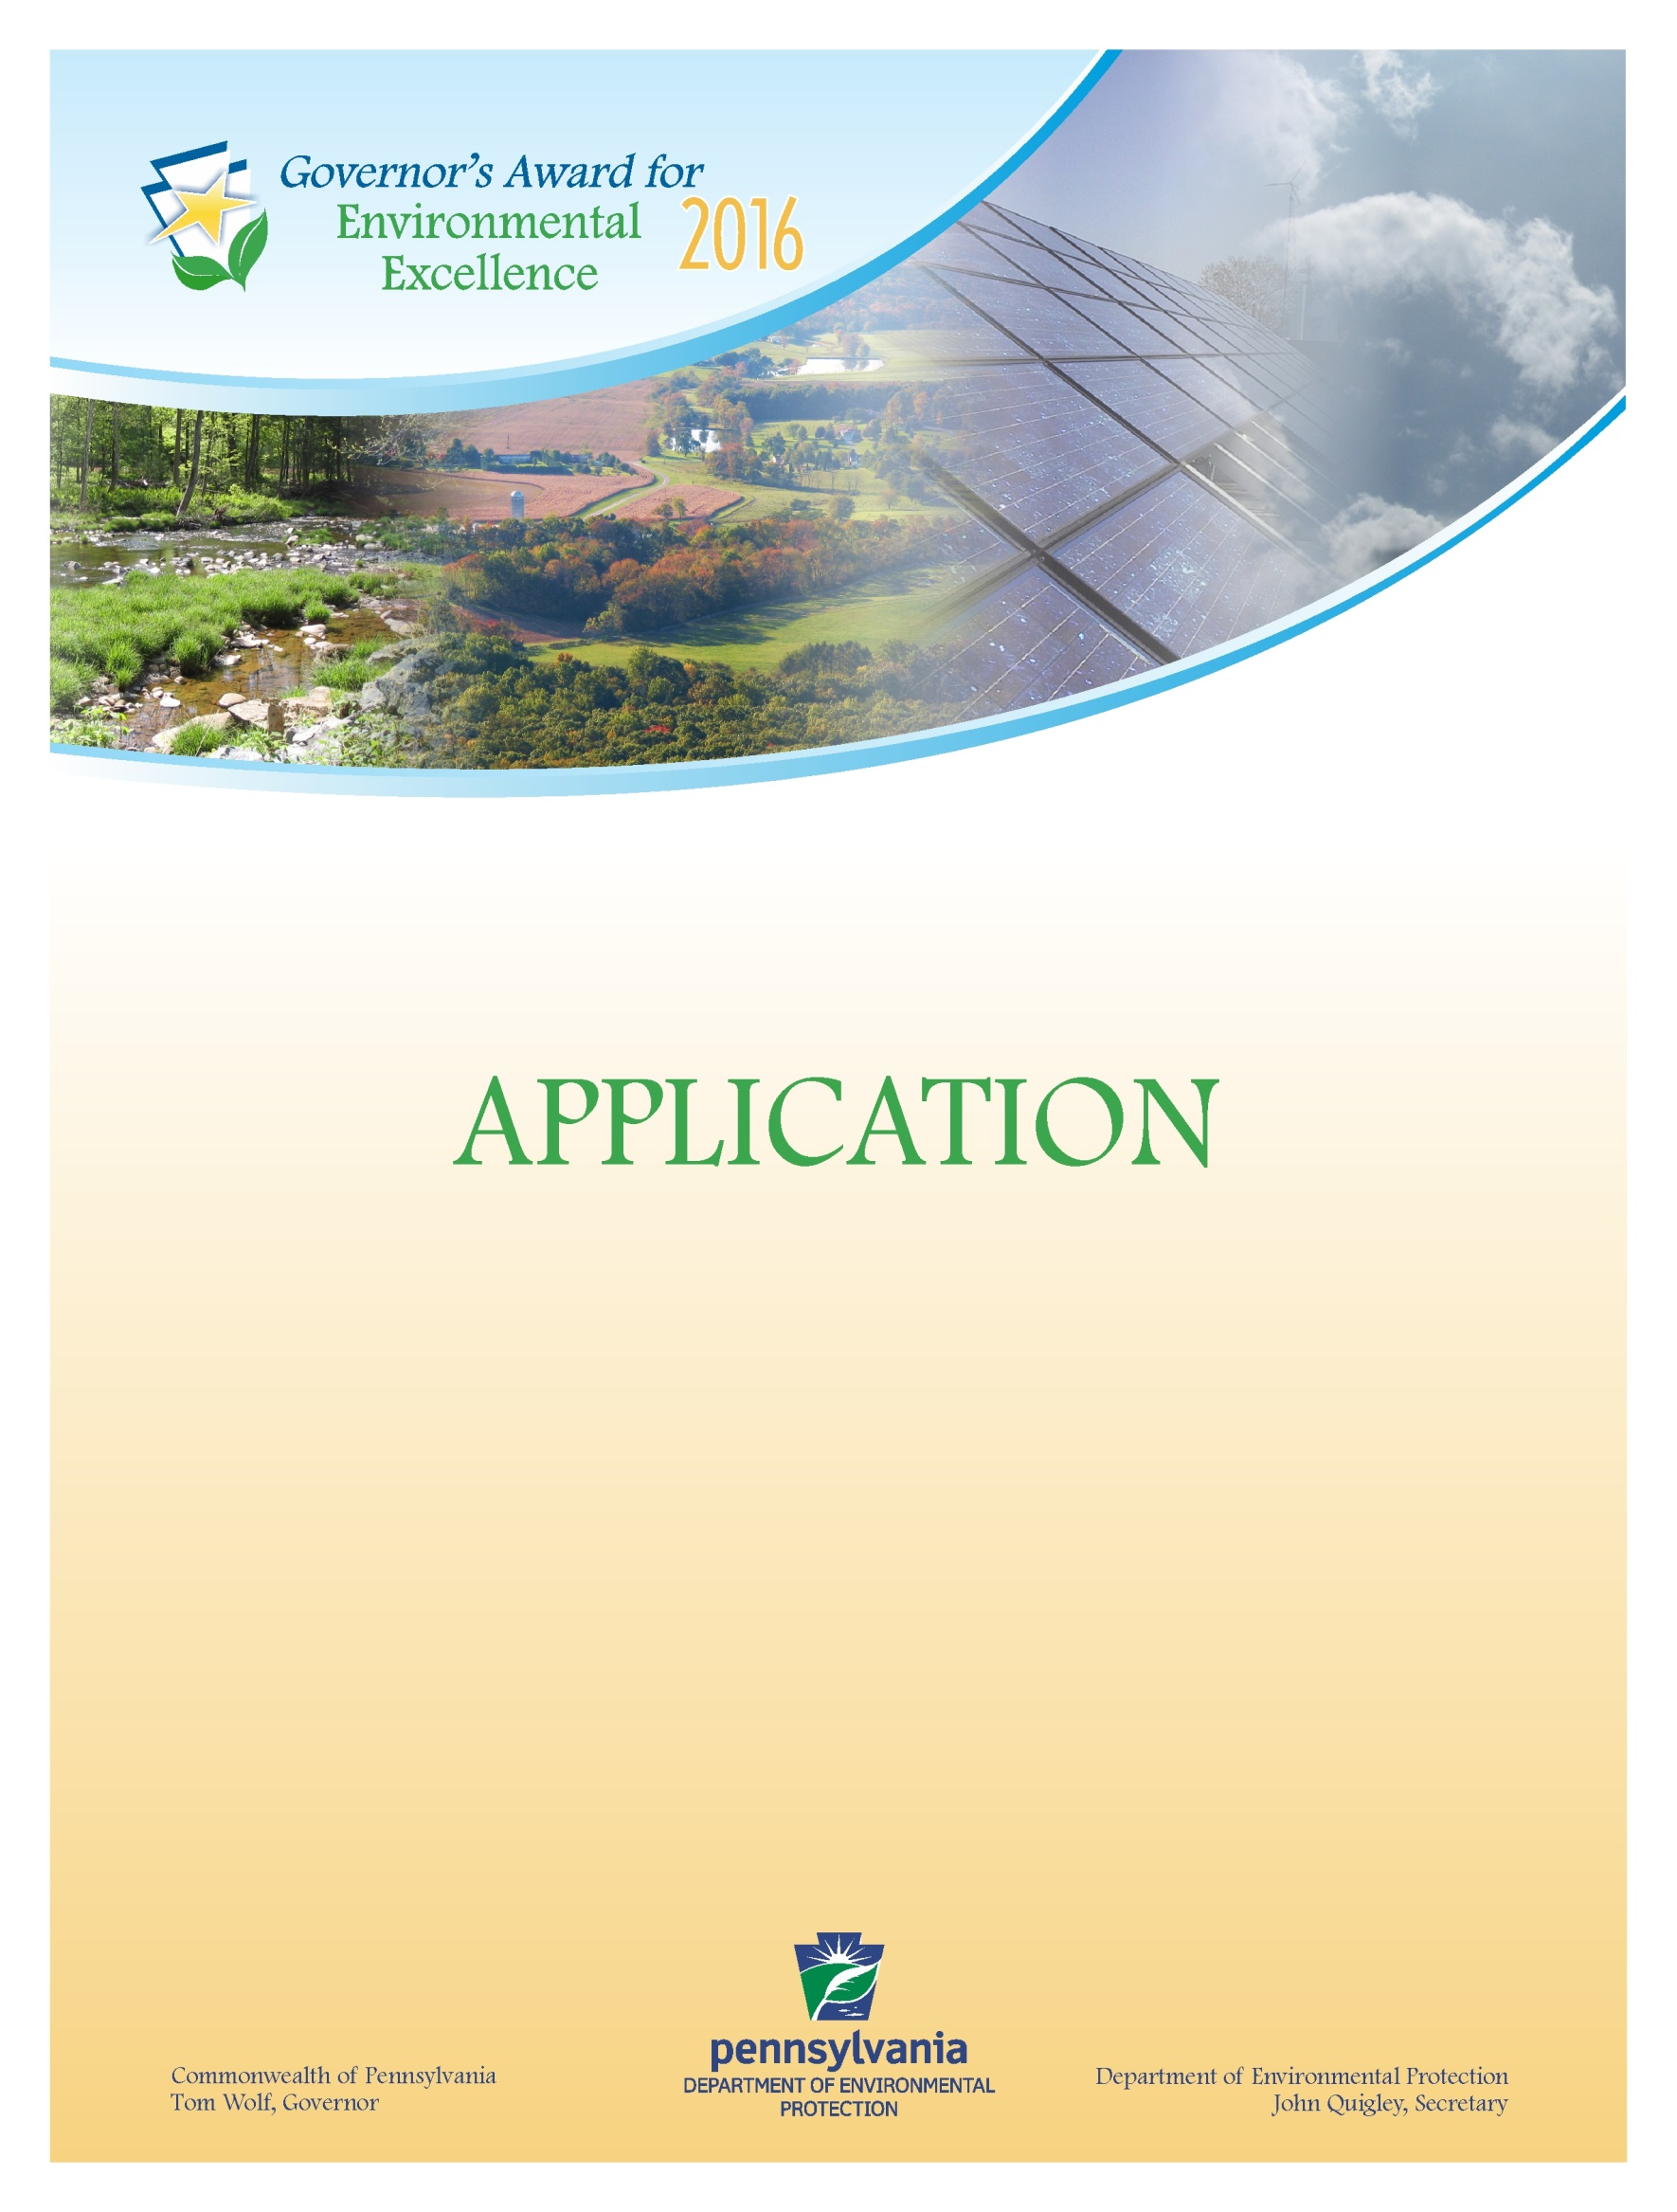 Governor's Award for
Environmental
Excellence
2016
APPLICATION
pennsylvania
DEPARTMENT OF ENVIRONMENTAL
PROTECTION
Commonwealth of Pennsylvania
Tom Wolf, Governor
Department of Environmental Protection
John Quigley, Secretary